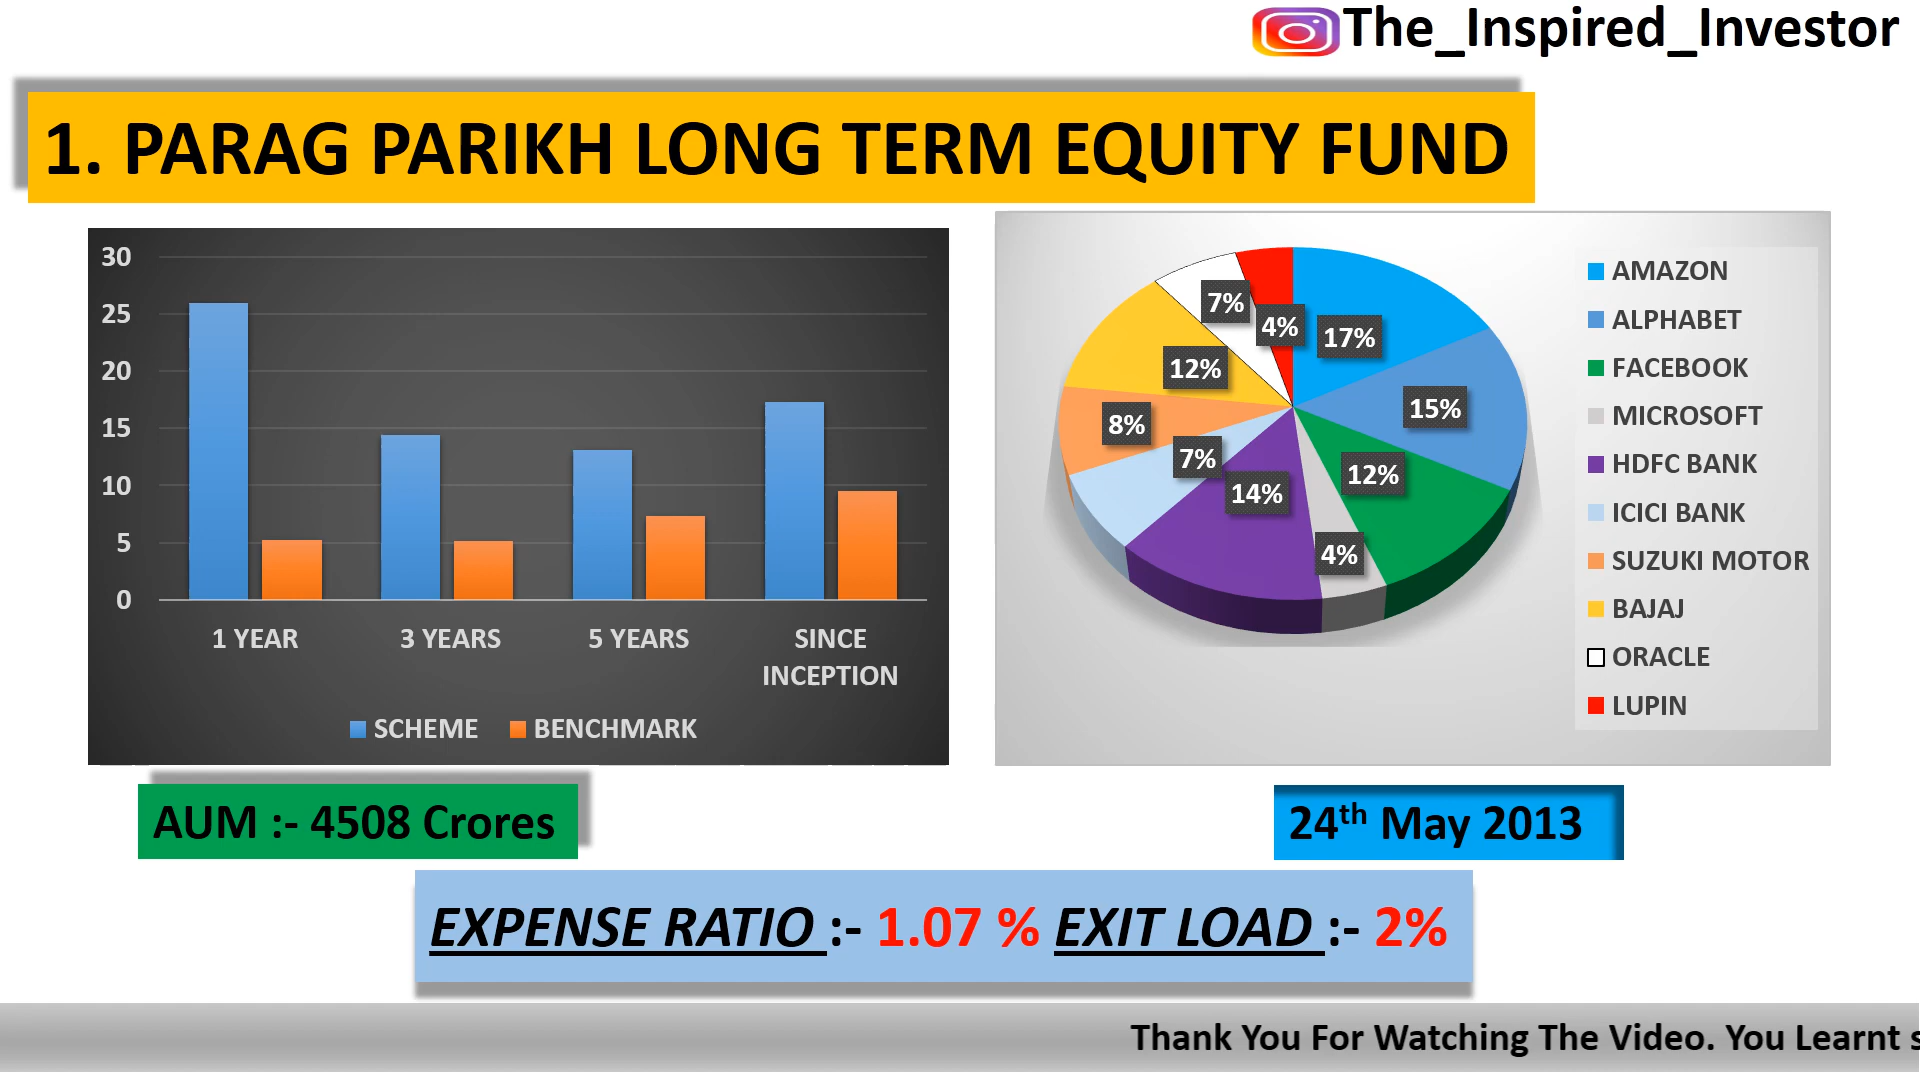 The_Inspired_Investor
1. PARAG PARIKH LONG TERM EQUITY FUND
30
25
20
15
10
5
0
1 YEAR
3 YEARS
5 YEARS
SINCE
INCEPTION
SCHEME
BENCHMARK
17%
15%
12%
4%
14%
7%
8%
12%
7%
4%
AMAZON
ALPHABET
FACEBOOK
MICROSOFT
HDFC BANK
ICICI BANK
SUZUKI MOTOR
BAJAJ
ORACLE
LUPIN
AUM :- 4508 Crores
24th May 2013
EXPENSE RATIO :- 1.07 % EXIT LOAD :- 2%
Thank You For Watching The Video. You Learnt